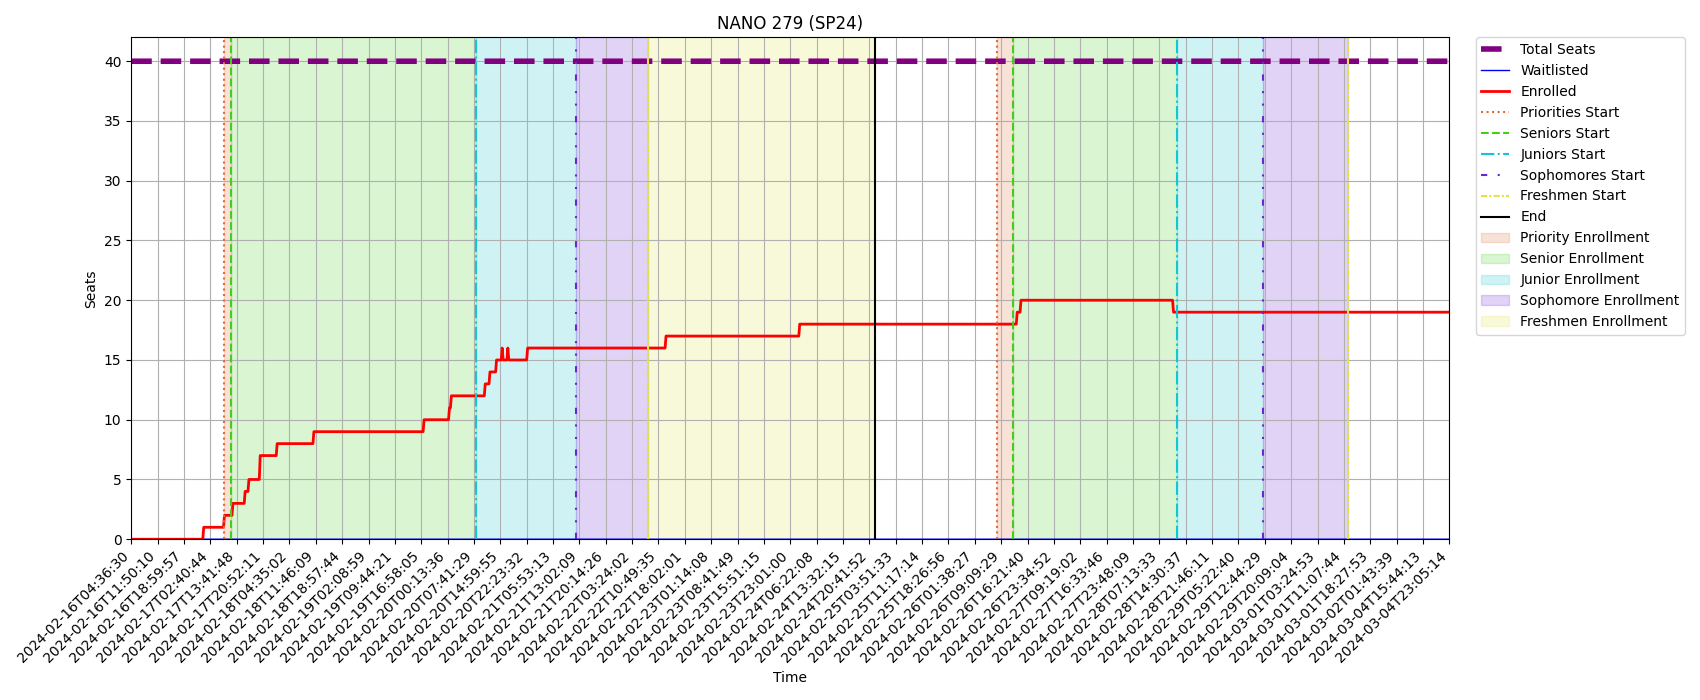 NANO 279 (SP24)
Seats
40
35
30
25
20
15
10
5
0
2024-02-16T04:36:30
2024-02-16T11:50:10
2024-02-16T18:59:57
2024-02-17T02:40:44
2024-02-17T13:41:48
2024-02-17T20:52:11
2024-02-18T04:35:02
2024-02-18T11:46:09
2024-02-18T18:57:44
2024-02-19T02:08:59
2024-02-19T09:44:21
2024-02-19T16:58:05
2024-02-20T00:13:36
2024-02-20T07:41:29
2024-02-20T14:59:55
2024-02-20T22:23:32
2024-02-21T05:53:13
2024-02-21T13:02:09
2024-02-21T20:14:26
2024-02-22T03:24:02
2024-02-22T10:49:35
2024-02-22T18:02:01
2024-02-23T01:14:08
2024-02-23T08:41:49
2024-02-23T15:51:15
2024-02-23T23:01:00
2024-02-24T06:22:08
2024-02-24T13:32:15
2024-02-24T20:41:52
2024-02-25T03:51:33
2024-02-25T11:17:14
2024-02-25T18:26:56
2024-02-26T01:38:27
2024-02-26T09:09:29
2024-02-26T16:21:40
2024-02-26T23:34:52
2024-02-27T09:19:02
2024-02-27T16:33:46
2024-02-27T23:48:09
2024-02-28T07:13:33
2024-02-28T14:30:37
2024-02-28T21:46:11
2024-02-29T05:22:40
2024-02-29T12:44:29
2024-02-29T20:09:04
2024-03-01T03:24:53
2024-03-01T11:07:44
2024-03-01T18:27:53
2024-03-02T01:43:39
2024-03-04T15:44:13
2024-03-04T23:05:14
Time
Total Seats
Waitlisted
Enrolled
Priorities Start
Seniors Start
Juniors Start
Sophomores Start
Freshmen Start
End
Priority Enrollment
Senior Enrollment
Junior Enrollment
Sophomore Enrollment
Freshmen Enrollment